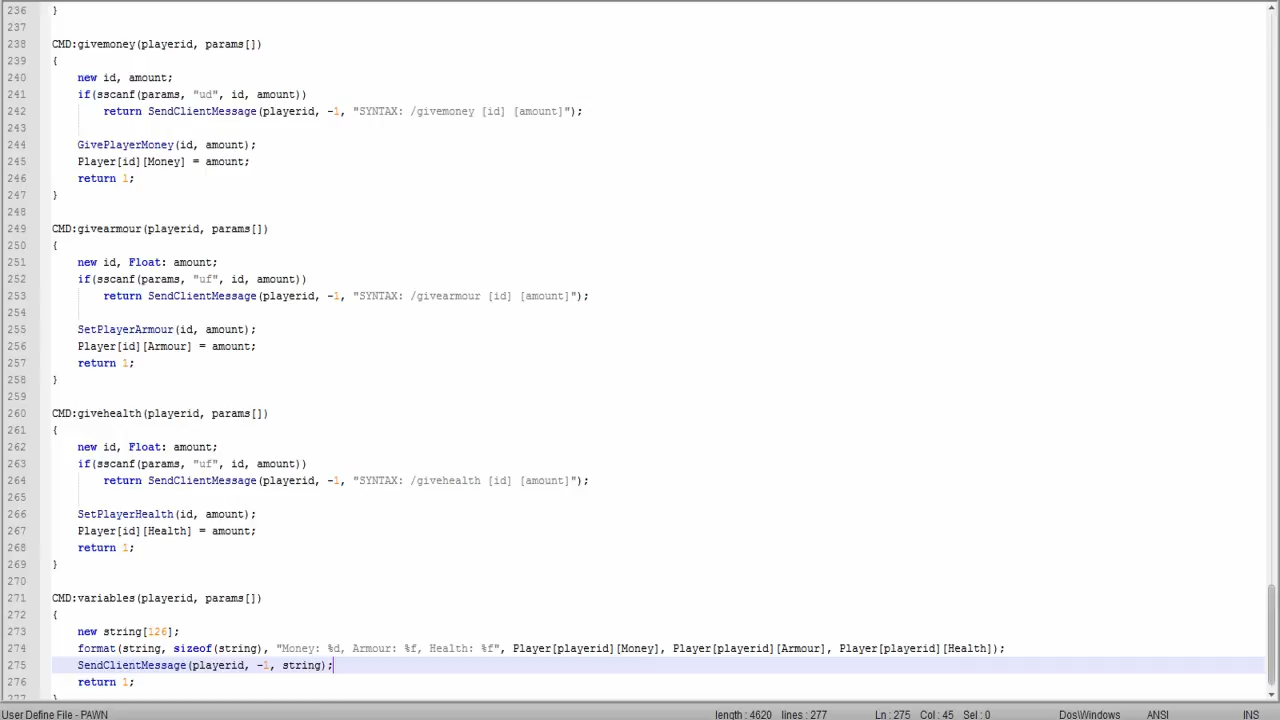 236 }
237
238 CMD:givemoney(playerid, params[])
239 {
240     new id, amount;
241     if(sscanf(params, "ud", id, amount))
242         return SendClientMessage(playerid, -1, "SYNTAX: /givemoney [id] [amount]");
243
244     GivePlayerMoney(id, amount);
245     Player[id][Money] = amount;
246     return 1;
247 }
248
249 CMD:givearmour(playerid, params[])
250 {
251     new id, Float: amount;
252     if(sscanf(params, "uf", id, amount))
253         return SendClientMessage(playerid, -1, "SYNTAX: /givearmour [id] [amount]");
254
255     SetPlayerArmour(id, amount);
256     Player[id][Armour] = amount;
257     return 1;
258 }
259
260 CMD:givehealth(playerid, params[])
261 {
262     new id, Float: amount;
263     if(sscanf(params, "uf", id, amount))
264         return SendClientMessage(playerid, -1, "SYNTAX: /givehealth [id] [amount]");
265
266     SetPlayerHealth(id, amount);
267     Player[id][Health] = amount;
268     return 1;
269 }
270
271 CMD:variables(playerid, params[])
272 {
273     new string[126];
274     format(string, sizeof(string), "Money: %d, Armour: %f, Health: %f", Player[playerid][Money], Player[playerid][Armour], Player[playerid][Health]);
275     SendClientMessage(playerid, -1, string);
276     return 1;
277 }
User Define File - PAWN length : 4620 lines : 277 Ln : 275 Col : 45 Sel : 0 Dos\Windows ANSI INS